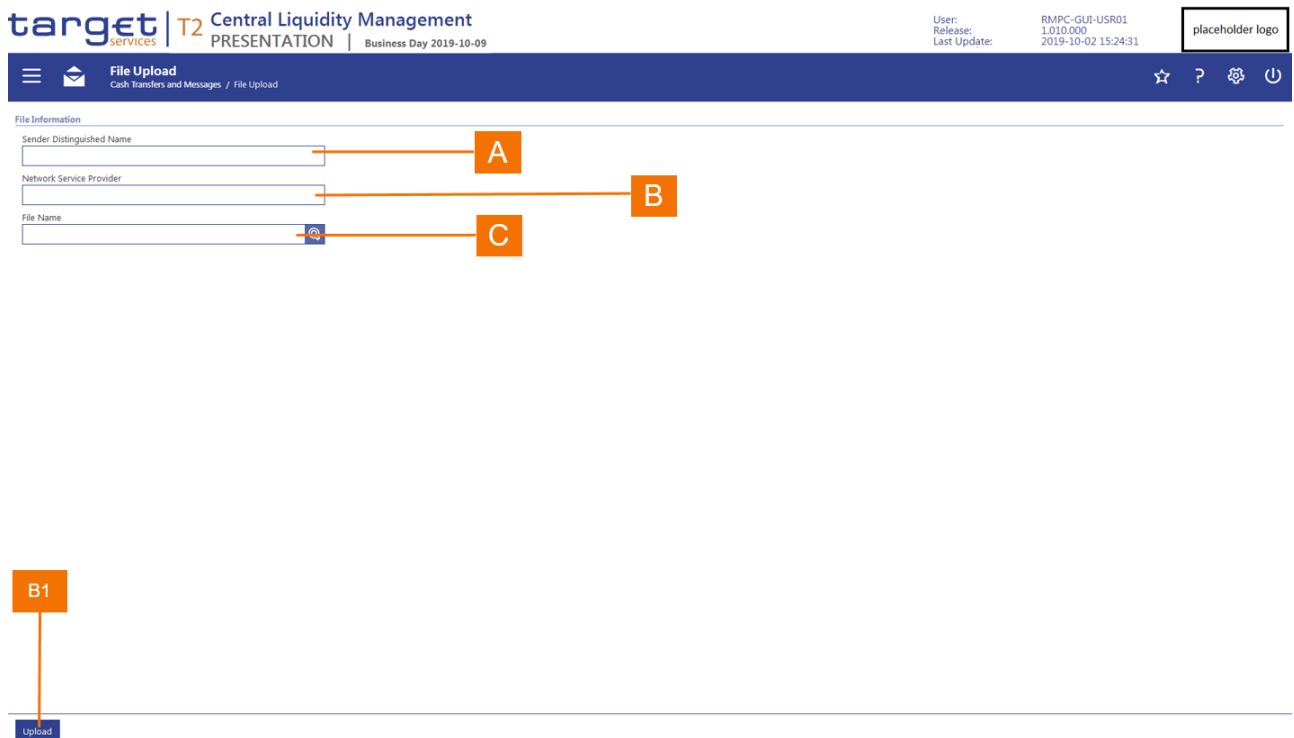 target services | T2 Central Liquidity Management
PRESENTATION | Business Day 2019-10-09
User: RMPC-GUI-USR01
Release: 1.010.000
Last Update: 2019-10-02 15:24:31
placeholder logo
File Upload
Cash Transfers and Messages / File Upload
?
File Information
Sender Distinguished Name
A
Network Service Provider
B
File Name
C
B1
Upload